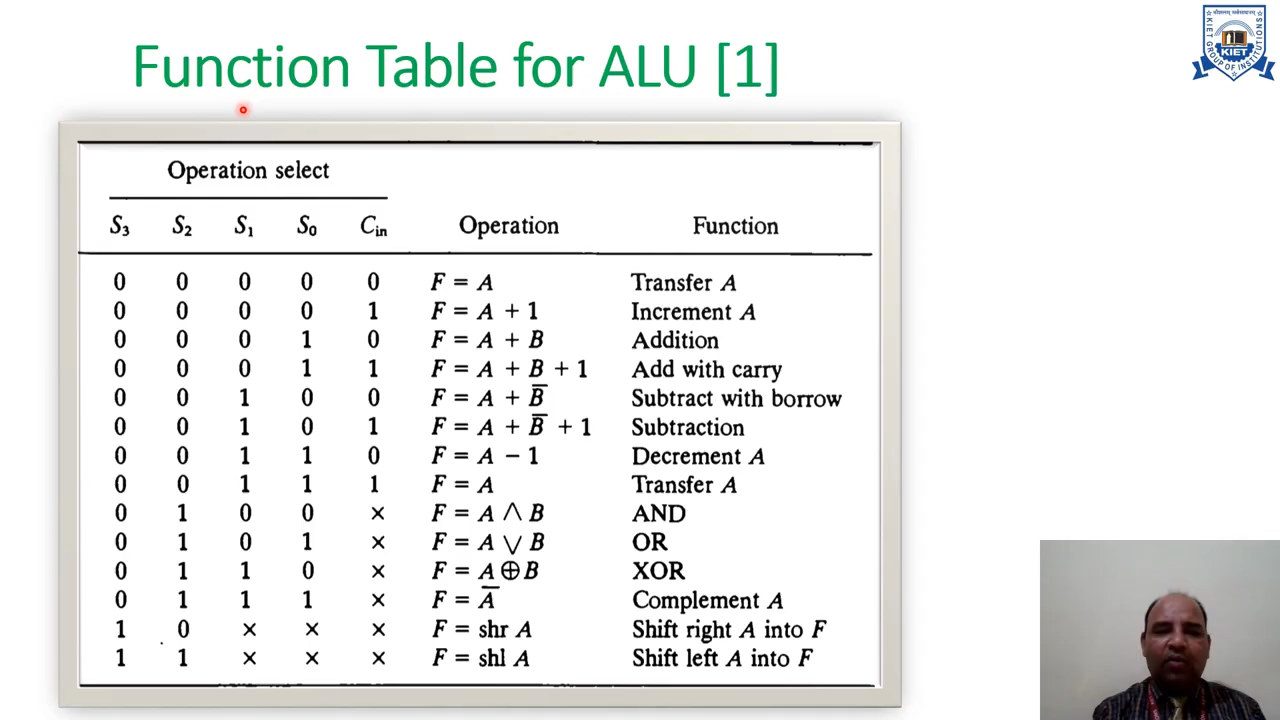 Function Table for ALU [1]
KIET
KIET GROUP OF INSTITUTIONS
Operation select
S₃ S₂ S₁ S₀ Cᵢₙ Operation Function
0 0 0 0 0 F = A Transfer A
0 0 0 0 1 F = A + 1 Increment A
0 0 0 1 0 F = A + B Addition
0 0 0 1 1 F = A + B + 1 Add with carry
0 0 1 0 0 F = A + B̅ Subtract with borrow
0 0 1 0 1 F = A + B̅ + 1 Subtraction
0 0 1 1 0 F = A − 1 Decrement A
0 0 1 1 1 F = A Transfer A
0 1 0 0 × F = A ∧ B AND
0 1 0 1 × F = A ∨ B OR
0 1 1 0 × F = A ⊕ B XOR
0 1 1 1 × F = A̅ Complement A
1 0 × × × F = shr A Shift right A into F
1 1 × × × F = shl A Shift left A into F